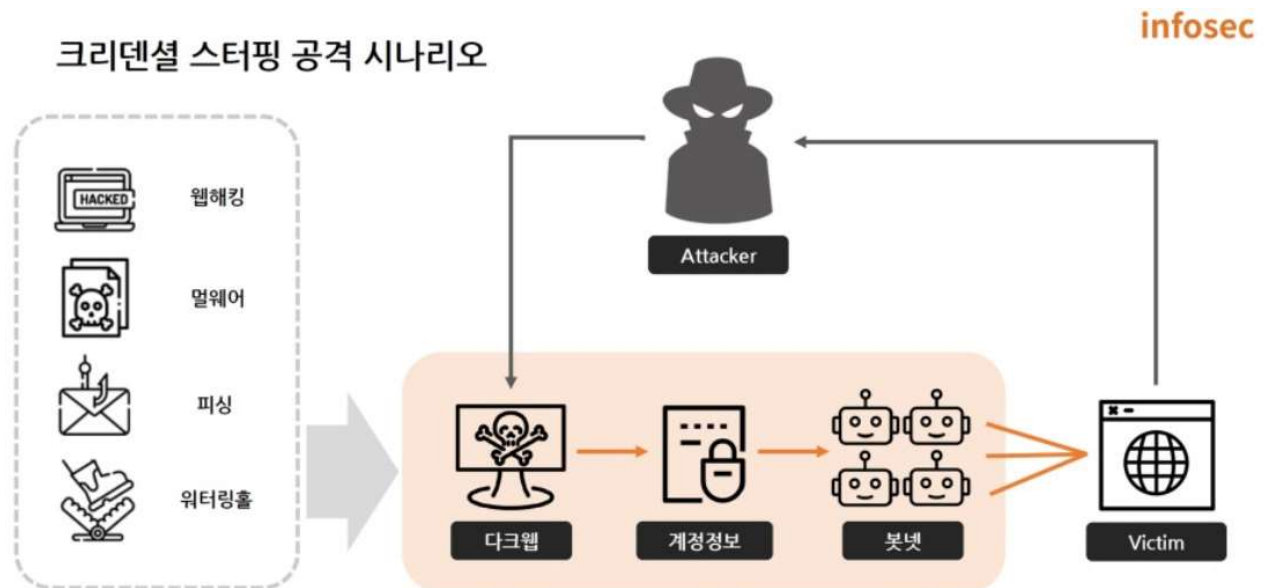 infosec
크리덴셜 스터핑 공격 시나리오
HACKED
웹해킹
멀웨어
피싱
워터링홀
Attacker
다크웹
계정정보
봇넷
Victim